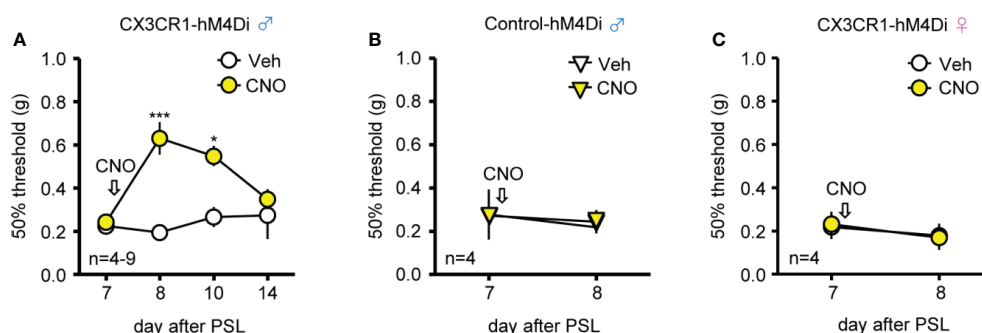 A
CX3CR1-hM4Di ♂
50% threshold (g)
1.0
0.8
0.6
0.4
0.2
0.0
Veh
CNO
***
*
CNO
n=4-9
7 8 10 14
day after PSL
B
Control-hM4Di ♂
50% threshold (g)
1.0
0.8
0.6
0.4
0.2
0.0
Veh
CNO
CNO
n=4
7 8
day after PSL
C
CX3CR1-hM4Di ♀
50% threshold (g)
1.0
0.8
0.6
0.4
0.2
0.0
Veh
CNO
CNO
n=4
7 8
day after PSL